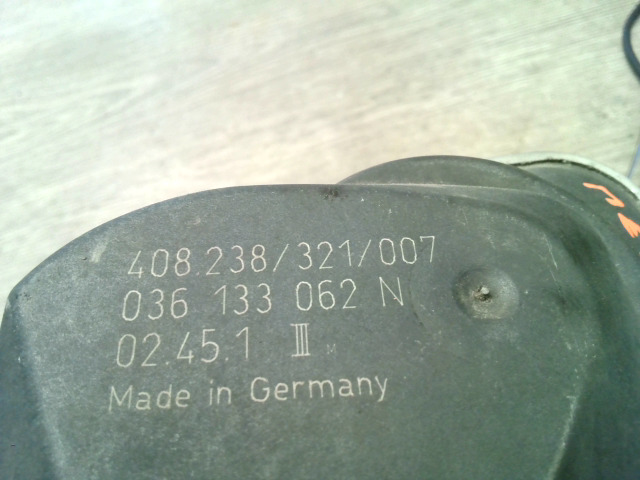 408.238/321/007
036 133 062 N
02.45.1 III
Made in Germany